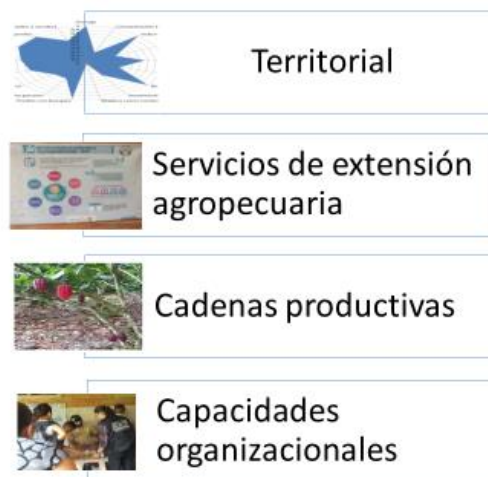 Territorial
Servicios de extensión
agropecuaria
Cadenas productivas
Capacidades
organizacionales